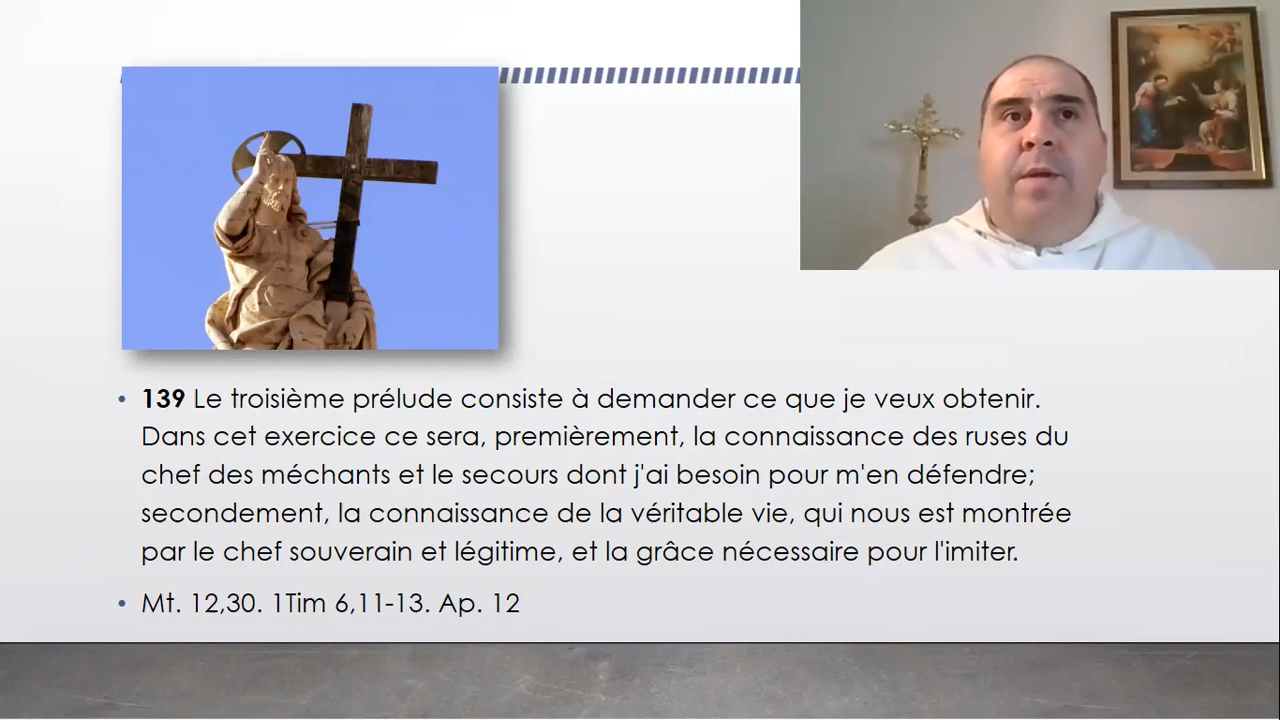 139 Le troisième prélude consiste à demander ce que je veux obtenir.
Dans cet exercice ce sera, premièrement, la connaissance des ruses du
chef des méchants et le secours dont j'ai besoin pour m'en défendre;
secondement, la connaissance de la véritable vie, qui nous est montrée
par le chef souverain et légitime, et la grâce nécessaire pour l'imiter.
Mt. 12,30. 1Tim 6,11-13. Ap. 12